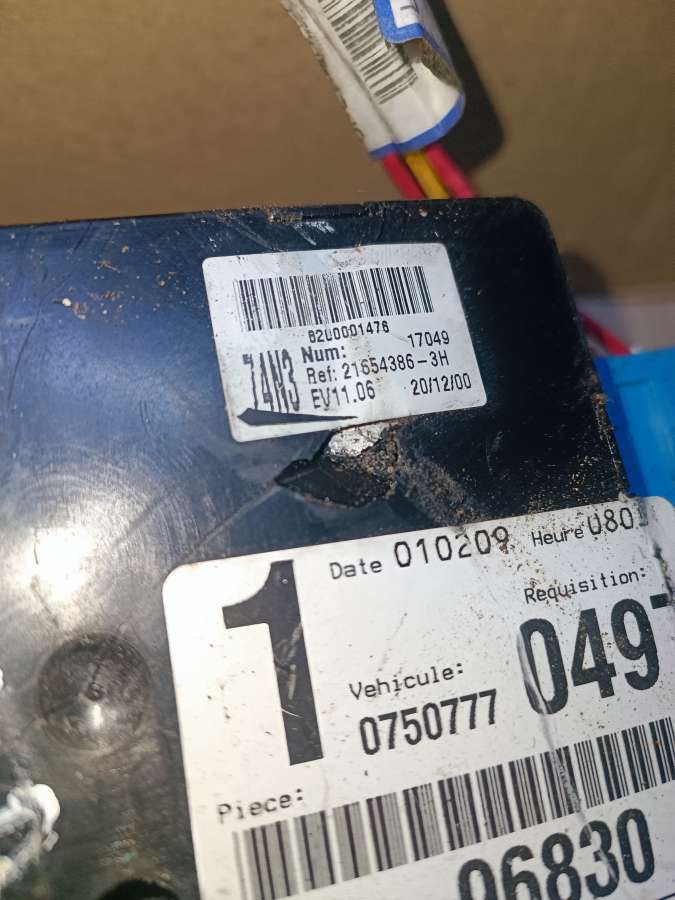 8200001476
17049
74N3
Num:
Ref: 21654386-3H
EV11.06 20/12/00
1
Date 010209 Heure
Requisition:
Vehicule:
0750777
Piece:
96830